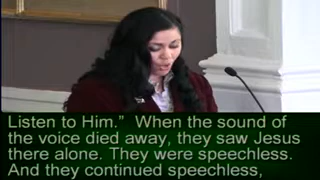 Listen to Him.”  When the sound of
the voice died away, they saw Jesus
there alone. They were speechless.
And they continued speechless,